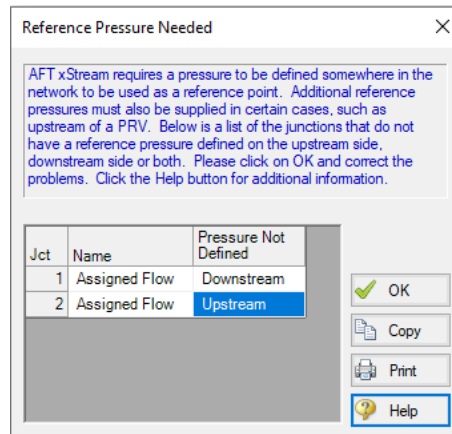 Reference Pressure Needed
AFT xStream requires a pressure to be defined somewhere in the
network to be used as a reference point. Additional reference
pressures must also be supplied in certain cases, such as
upstream of a PRV. Below is a list of the junctions that do not
have a reference pressure defined on the upstream side,
downstream side or both. Please click on OK and correct the
problems. Click the Help button for additional information.
Jct Name Pressure Not Defined
1 Assigned Flow Downstream
2 Assigned Flow Upstream
OK
Copy
Print
Help